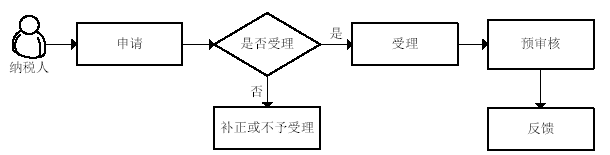 纳税人
申请
是否受理
是
受理
预审核
否
补正或不予受理
反馈